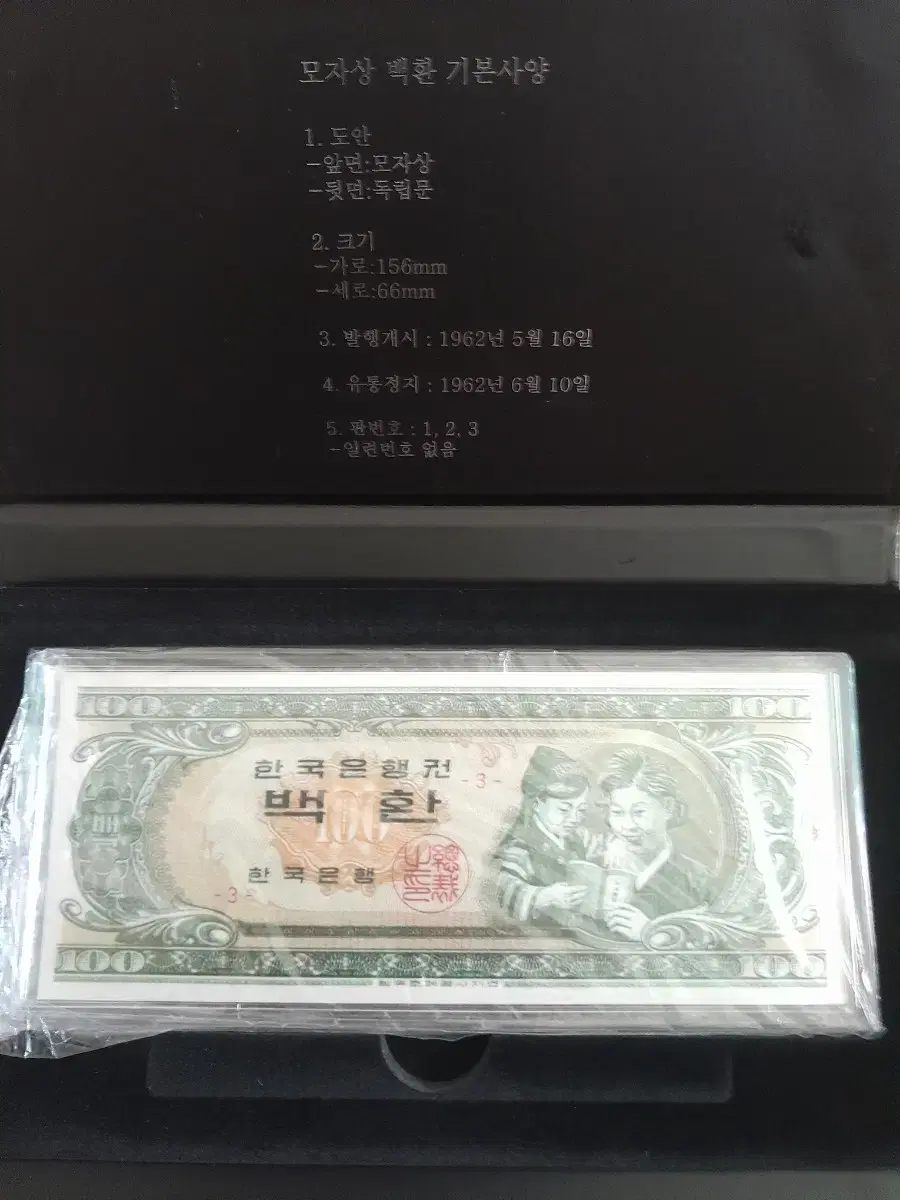 모자상 백환 기본사양
1. 도안
-앞면:모자상
-뒷면:독립문
2. 크기
-가로:156mm
-세로:66mm
3. 발행개시 : 1962년 5월 16일
4. 유통정지 : 1962년 6월 10일
5. 판번호 : 1, 2, 3
-일련번호 없음
100 100
한국은행권
-3-
백환
100
한국은행
-3-
100 100